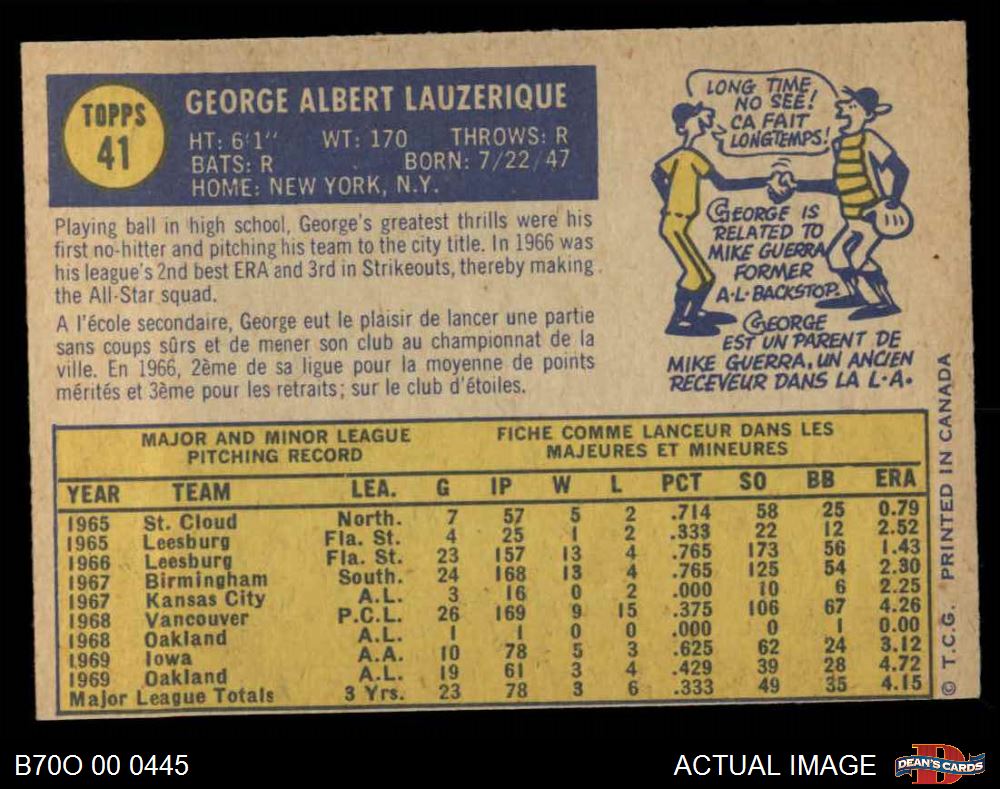 TOPPS
41
GEORGE ALBERT LAUZERIQUE
HT: 6'1" WT: 170 THROWS: R
BATS: R BORN: 7/22/47
HOME: NEW YORK, N.Y.
Playing ball in high school, George's greatest thrills were his
first no-hitter and pitching his team to the city title. In 1966 was
his league's 2nd best ERA and 3rd in Strikeouts, thereby making
the All-Star squad.
A l'école secondaire, George eut le plaisir de lancer une partie
sans coups sûrs et de mener son club au championnat de la
ville. En 1966, 2ème de sa ligue pour la moyenne de points
mérités et 3ème pour les retraits; sur le club d'étoiles.
LONG TIME
NO SEE!
CA FAIT
LONGTEMPS!
GEORGE IS
RELATED TO
MIKE GUERRA
FORMER
A.L. BACKSTOP.
GEORGE
EST UN PARENT DE
MIKE GUERRA, UN ANCIEN
RECEVEUR DANS LA L.A.
MAJOR AND MINOR LEAGUE
PITCHING RECORD
FICHE COMME LANCEUR DANS LES
MAJEURES ET MINEURES
YEAR TEAM LEA. G IP W L PCT SO BB ERA
1965 St. Cloud North. 7 57 5 2 .714 58 25 0.79
1965 Leesburg Fla. St. 4 25 1 2 .333 22 12 2.52
1966 Leesburg Fla. St. 23 157 13 4 .765 173 56 1.43
1967 Birmingham South. 24 168 13 4 .765 125 54 2.30
1967 Kansas City A.L. 3 16 0 2 .000 10 6 2.25
1968 Vancouver P.C.L. 26 169 9 15 .375 106 67 4.26
1968 Oakland A.L. 1 1 0 0 .000 0 1 0.00
1969 Iowa A.A. 10 78 5 3 .625 62 24 3.12
1969 Oakland A.L. 19 61 3 4 .429 39 28 4.72
Major League Totals 3 Yrs. 23 78 3 6 .333 49 35 4.15
© T.C.G. PRINTED IN CANADA
B70O 00 0445
ACTUAL IMAGE
D
DEAN'S CARDS